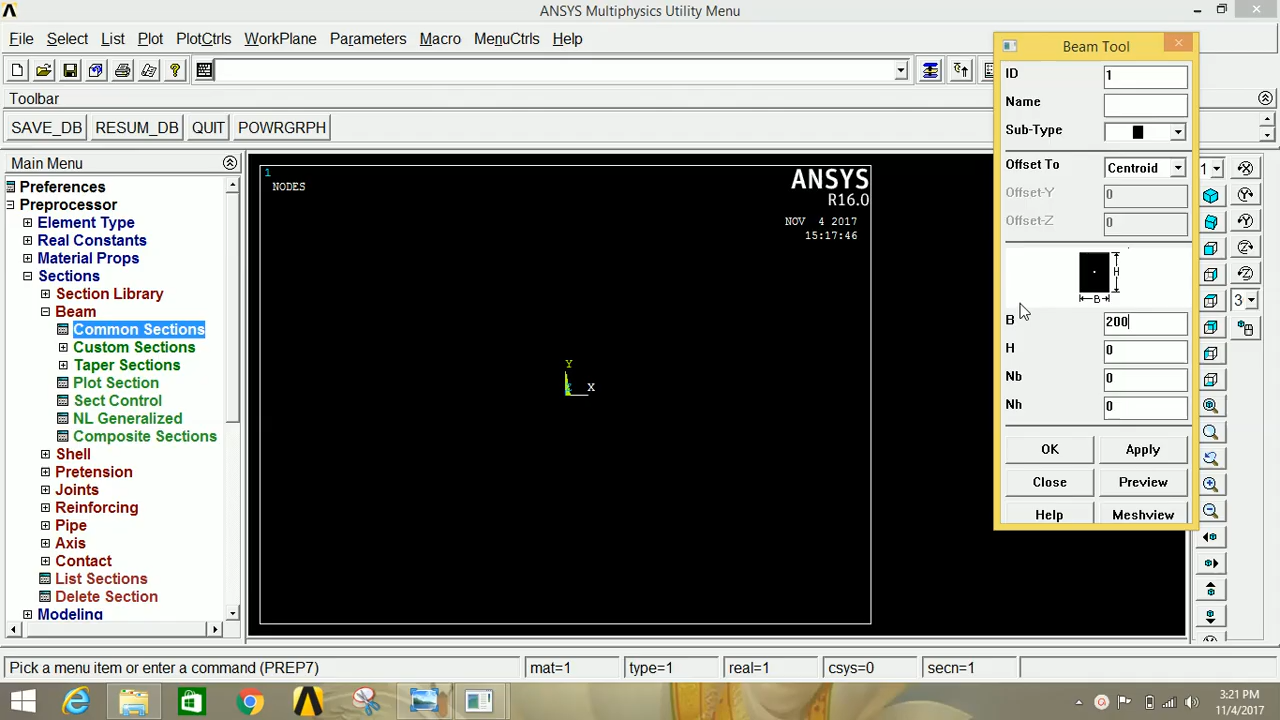 ANSYS Multiphysics Utility Menu
File Select List Plot PlotCtrls WorkPlane Parameters Macro MenuCtrls Help
Toolbar
SAVE_DB RESUM_DB QUIT POWRGRPH
Main Menu
Preferences
Preprocessor
Element Type
Real Constants
Material Props
Sections
Section Library
Beam
Common Sections
Custom Sections
Taper Sections
Plot Section
Sect Control
NL Generalized
Composite Sections
Shell
Pretension
Joints
Reinforcing
Pipe
Axis
Contact
List Sections
Delete Section
Modeling
1
NODES
ANSYS
R16.0
NOV 4 2017
15:17:46
Y
X
Beam Tool
ID 1
Name
Sub-Type
Offset To Centroid
Offset-Y 0
Offset-Z 0
H
B
B 200
H 0
Nb 0
Nh 0
OK Apply
Close Preview
Help Meshview
1
3
Pick a menu item or enter a command (PREP7) mat=1 type=1 real=1 csys=0 secn=1
3:21 PM
11/4/2017